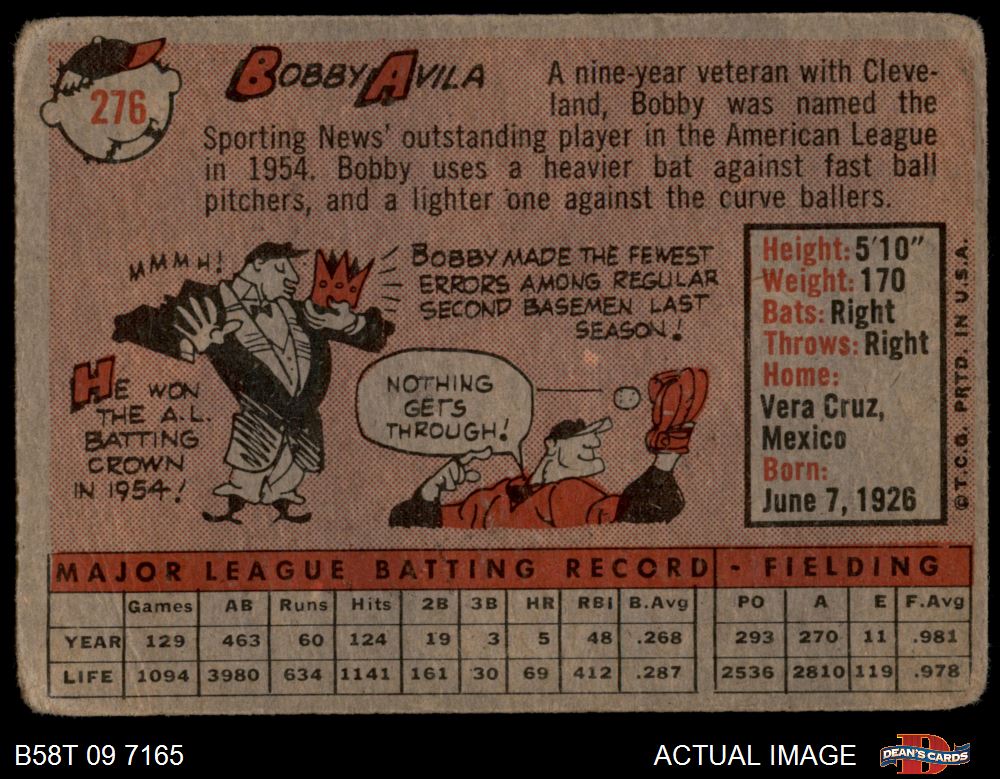 276
BOBBY AVILA
A nine-year veteran with Cleve-
land, Bobby was named the
Sporting News' outstanding player in the American League
in 1954. Bobby uses a heavier bat against fast ball
pitchers, and a lighter one against the curve ballers.
MMMH!
HE WON
THE A.L.
BATTING
CROWN
IN 1954!
BOBBY MADE THE FEWEST
ERRORS AMONG REGULAR
SECOND BASEMEN LAST
SEASON!
NOTHING
GETS
THROUGH!
Height: 5'10"
Weight: 170
Bats: Right
Throws: Right
Home:
Vera Cruz,
Mexico
Born:
June 7, 1926
©T.C.G. PRTD. IN U.S.A.
MAJOR LEAGUE BATTING RECORD - FIELDING
Games AB Runs Hits 2B 3B HR RBI B.Avg PO A E F.Avg
YEAR 129 463 60 124 19 3 5 48 .268 293 270 11 .981
LIFE 1094 3980 634 1141 161 30 69 412 .287 2536 2810 119 .978
B58T 09 7165
ACTUAL IMAGE
D
DEAN'S CARDS